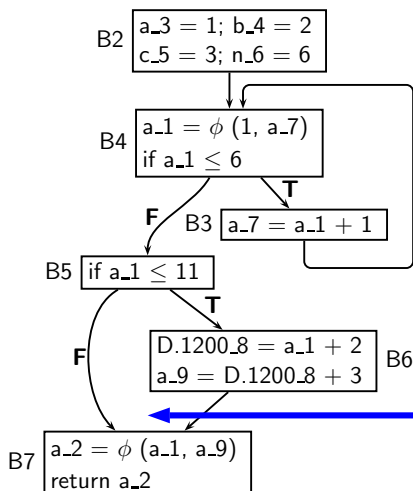 B2
a_3 = 1; b_4 = 2
c_5 = 3; n_6 = 6
B4
a_1 = ϕ (1, a_7)
if a_1 ≤ 6
F
T
B3
a_7 = a_1 + 1
B5
if a_1 ≤ 11
F
T
D.1200_8 = a_1 + 2
a_9 = D.1200_8 + 3
B6
B7
a_2 = ϕ (a_1, a_9)
return a_2